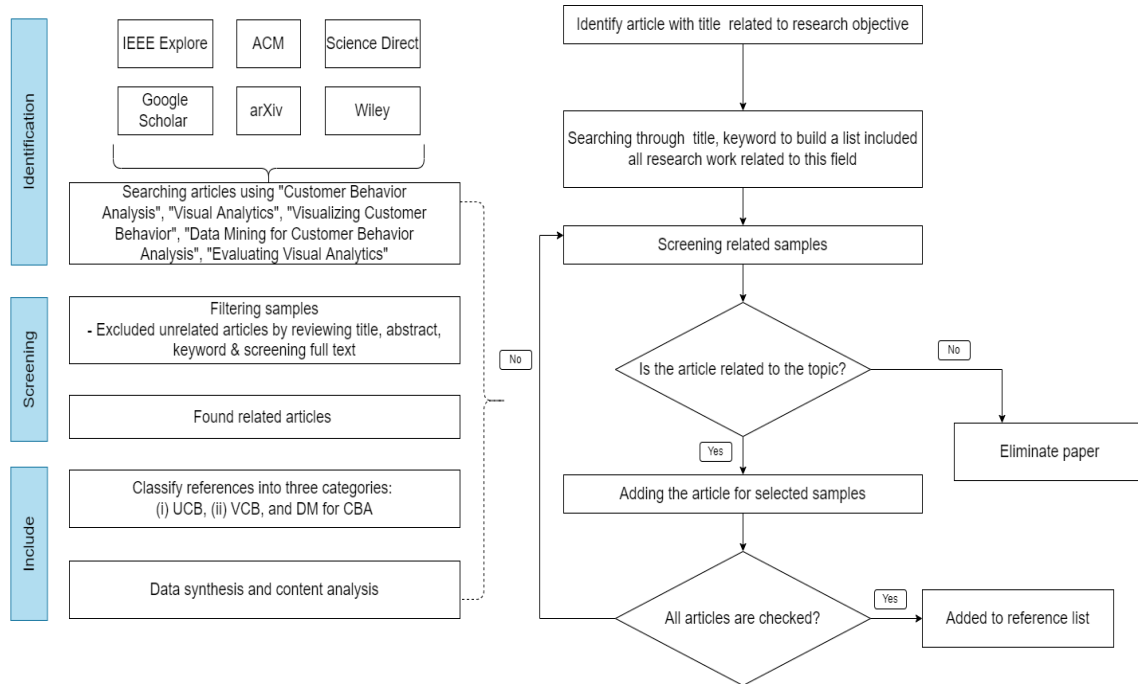 Identification
IEEE Explore
ACM
Science Direct
Google
Scholar
arXiv
Wiley
Searching articles using "Customer Behavior
Analysis", "Visual Analytics", "Visualizing Customer
Behavior", "Data Mining for Customer Behavior
Analysis", "Evaluating Visual Analytics"
Screening
Filtering samples
- Excluded unrelated articles by reviewing title, abstract,
keyword & screening full text
Found related articles
Include
Classify references into three categories:
(i) UCB, (ii) VCB, and DM for CBA
Data synthesis and content analysis
Identify article with title related to research objective
Searching through title, keyword to build a list included
all research work related to this field
Screening related samples
Is the article related to the topic?
No
Eliminate paper
Yes
Adding the article for selected samples
All articles are checked?
No
Yes
Added to reference list